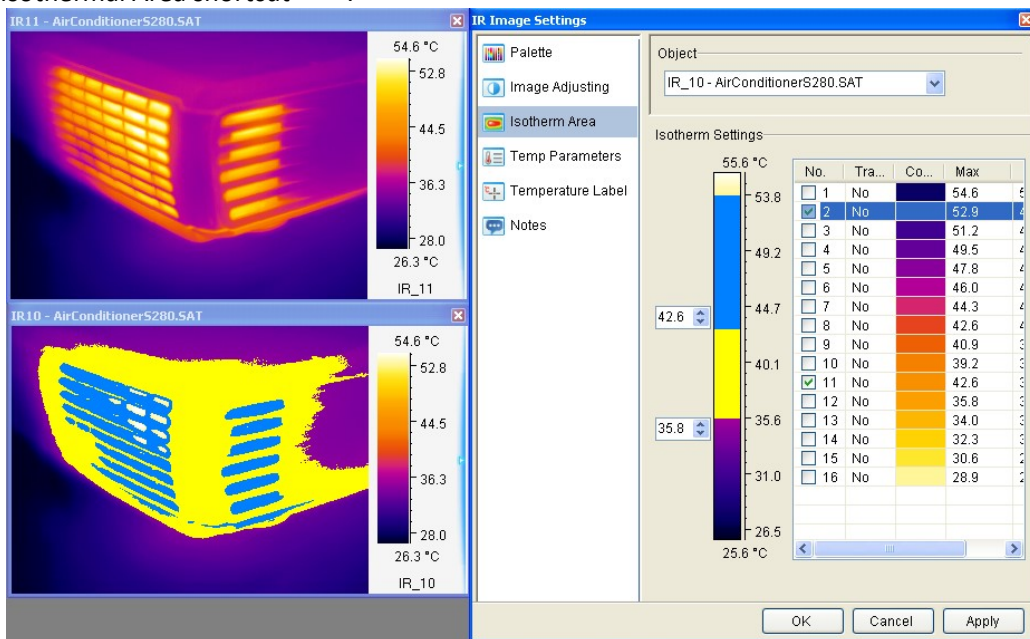 Isothermal Area shortcut
IR11 - AirConditionerS280.SAT
54.6 °C
52.8
44.5
36.3
28.0
26.3 °C
IR_11
IR10 - AirConditionerS280.SAT
54.6 °C
52.8
44.5
36.3
28.0
26.3 °C
IR_10
IR Image Settings
Palette
Image Adjusting
Isotherm Area
Temp Parameters
Temperature Label
Notes
Object
IR_10 - AirConditionerS280.SAT
Isotherm Settings
55.6 °C
53.8
49.2
44.7
40.1
35.6
31.0
26.5
25.6 °C
42.6
35.8
No. Tra... Co... Max
1 No 54.6
2 No 52.9
3 No 51.2
4 No 49.5
5 No 47.8
6 No 46.0
7 No 44.3
8 No 42.6
9 No 40.9
10 No 39.2
11 No 42.6
12 No 35.8
13 No 34.0
14 No 32.3
15 No 30.6
16 No 28.9
OK Cancel Apply